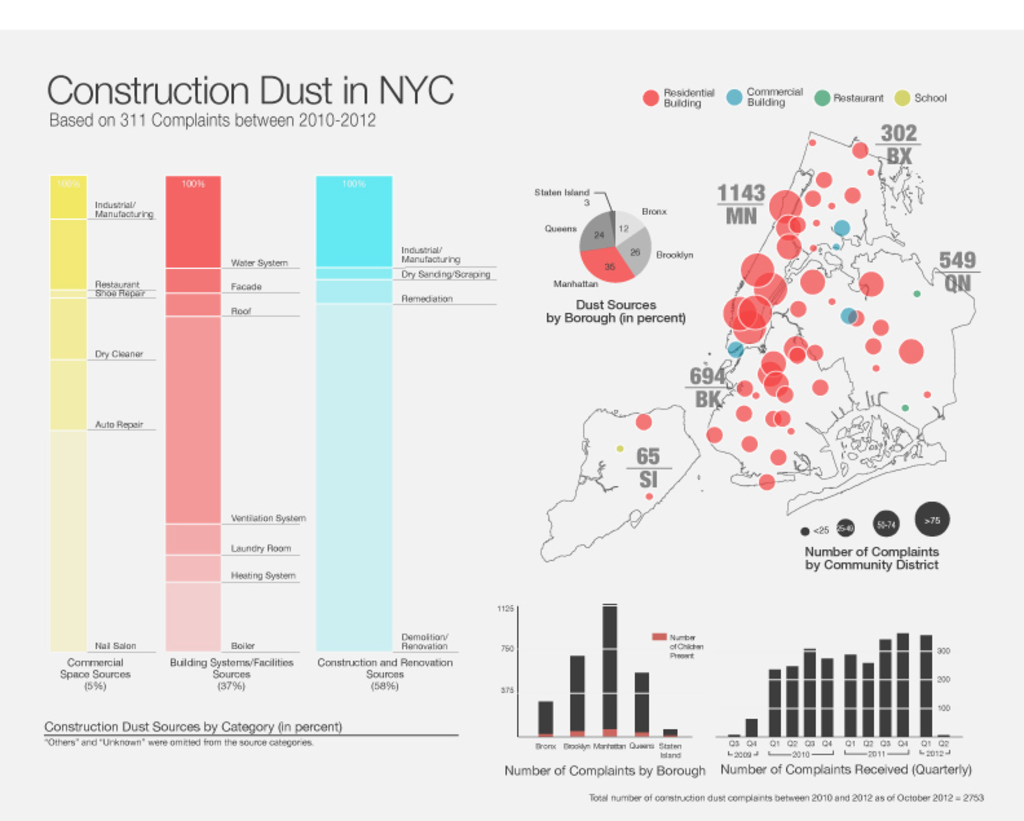 Construction Dust in NYC
Based on 311 Complaints between 2010-2012
100%
Industrial/
Manufacturing
Restaurant
Shoe Repair
Dry Cleaner
Auto Repair
Nail Salon
Commercial
Space Sources
(5%)
100%
Water System
Facade
Roof
Ventilation System
Laundry Room
Heating System
Boiler
Building Systems/Facilities
Sources
(37%)
100%
Industrial/
Manufacturing
Dry Sanding/Scraping
Remediation
Demolition/
Renovation
Construction and Renovation
Sources
(58%)
Construction Dust Sources by Category (in percent)
"Others" and "Unknown" were omitted from the source categories.
Residential
Building
Commercial
Building
Restaurant
School
Staten Island
3
Bronx
12
Queens
24
26
Brooklyn
35
Manhattan
Dust Sources
by Borough (in percent)
302
BX
1143
MN
549
QN
694
BK
65
SI
<25
25-49
50-74
>75
Number of Complaints
by Community District
1125
750
375
Number
of Children
Present
Bronx
Brooklyn
Manhattan
Queens
Staten
Island
Number of Complaints by Borough
300
200
100
Q3 Q4 Q1 Q2 Q3 Q4 Q1 Q2 Q3 Q4 Q1 Q2
2009 2010 2011 2012
Number of Complaints Received (Quarterly)
Total number of construction dust complaints between 2010 and 2012 as of October 2012 = 2753